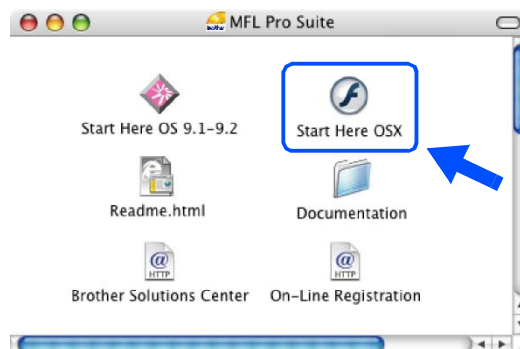 MFL Pro Suite
Start Here OS 9.1-9.2
Start Here OSX
Readme.html
Documentation
@
HTTP
@
HTTP
Brother Solutions Center
On-Line Registration